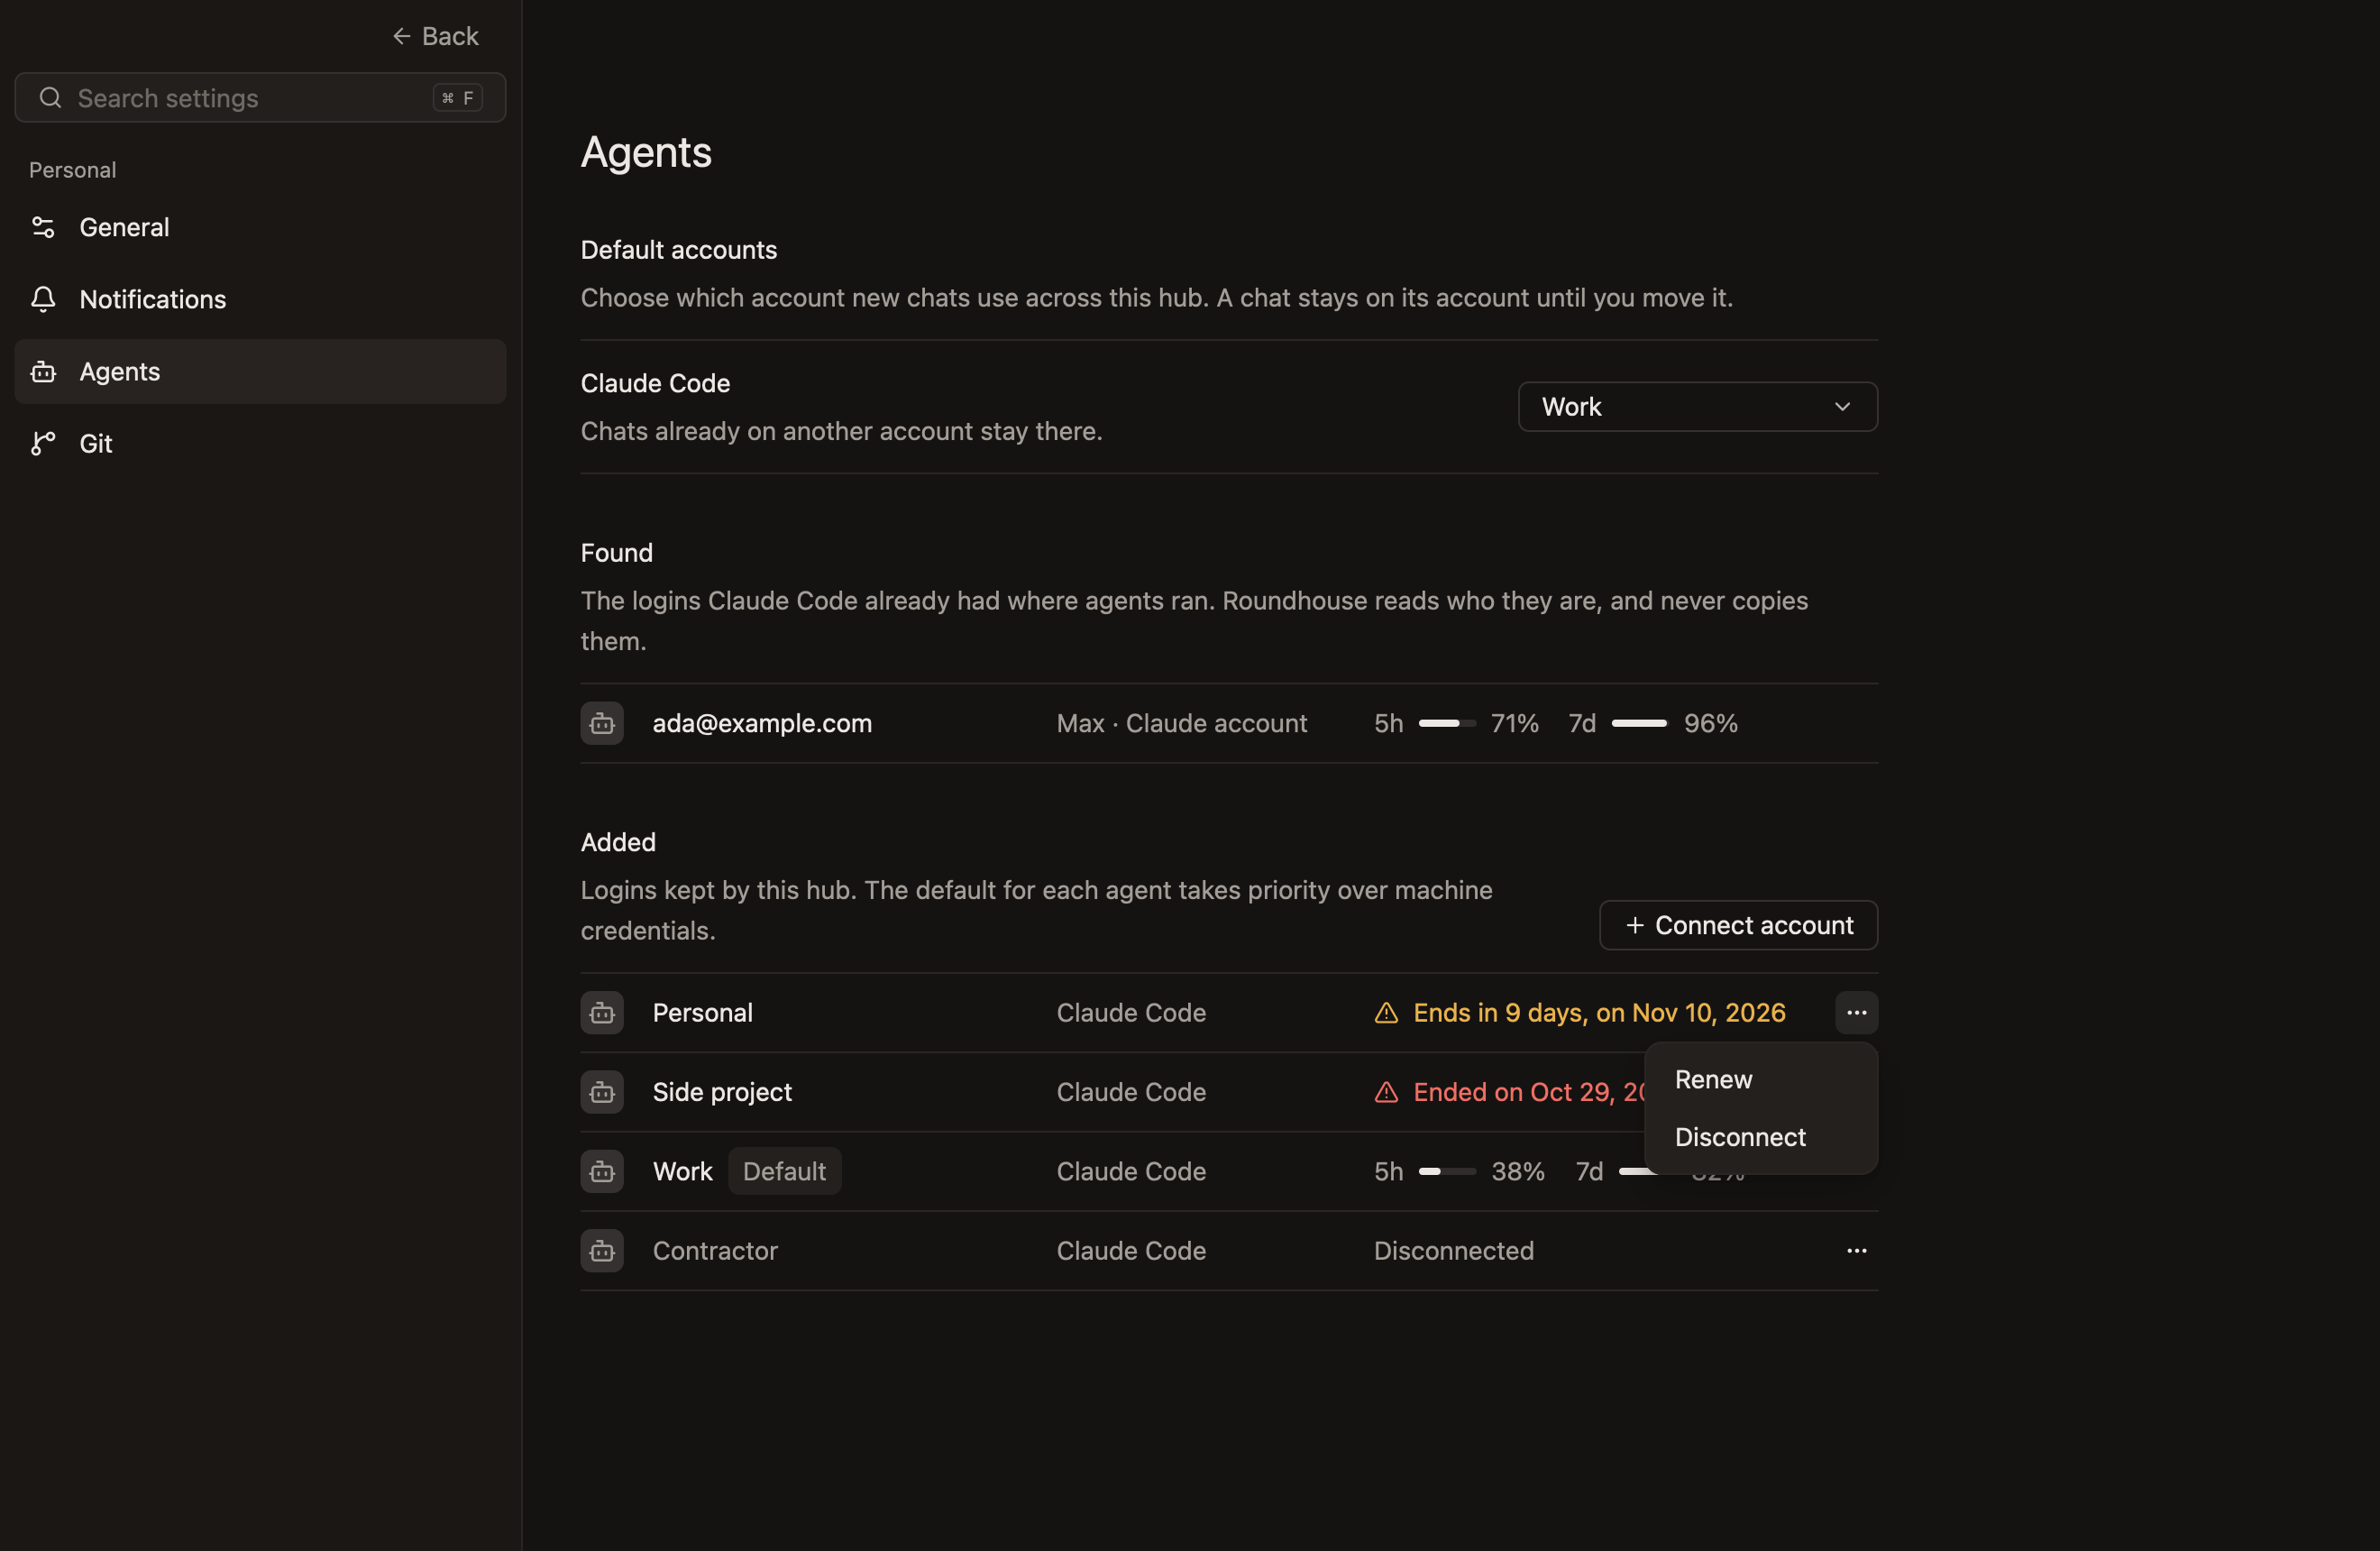 Back
Search settings
⌘ F
Personal
General
Notifications
Agents
Git
Agents
Default accounts
Choose which account new chats use across this hub. A chat stays on its account until you move it.
Claude Code
Work
Chats already on another account stay there.
Found
The logins Claude Code already had where agents ran. Roundhouse reads who they are, and never copies
them.
ada@example.com Max · Claude account 5h 71% 7d 96%
Added
Logins kept by this hub. The default for each agent takes priority over machine
credentials.
+ Connect account
Personal Claude Code Ends in 9 days, on Nov 10, 2026
Renew
Side project Claude Code Ended on Oct 29,
Disconnect
Work Default Claude Code 5h 38% 7d
Contractor Claude Code Disconnected